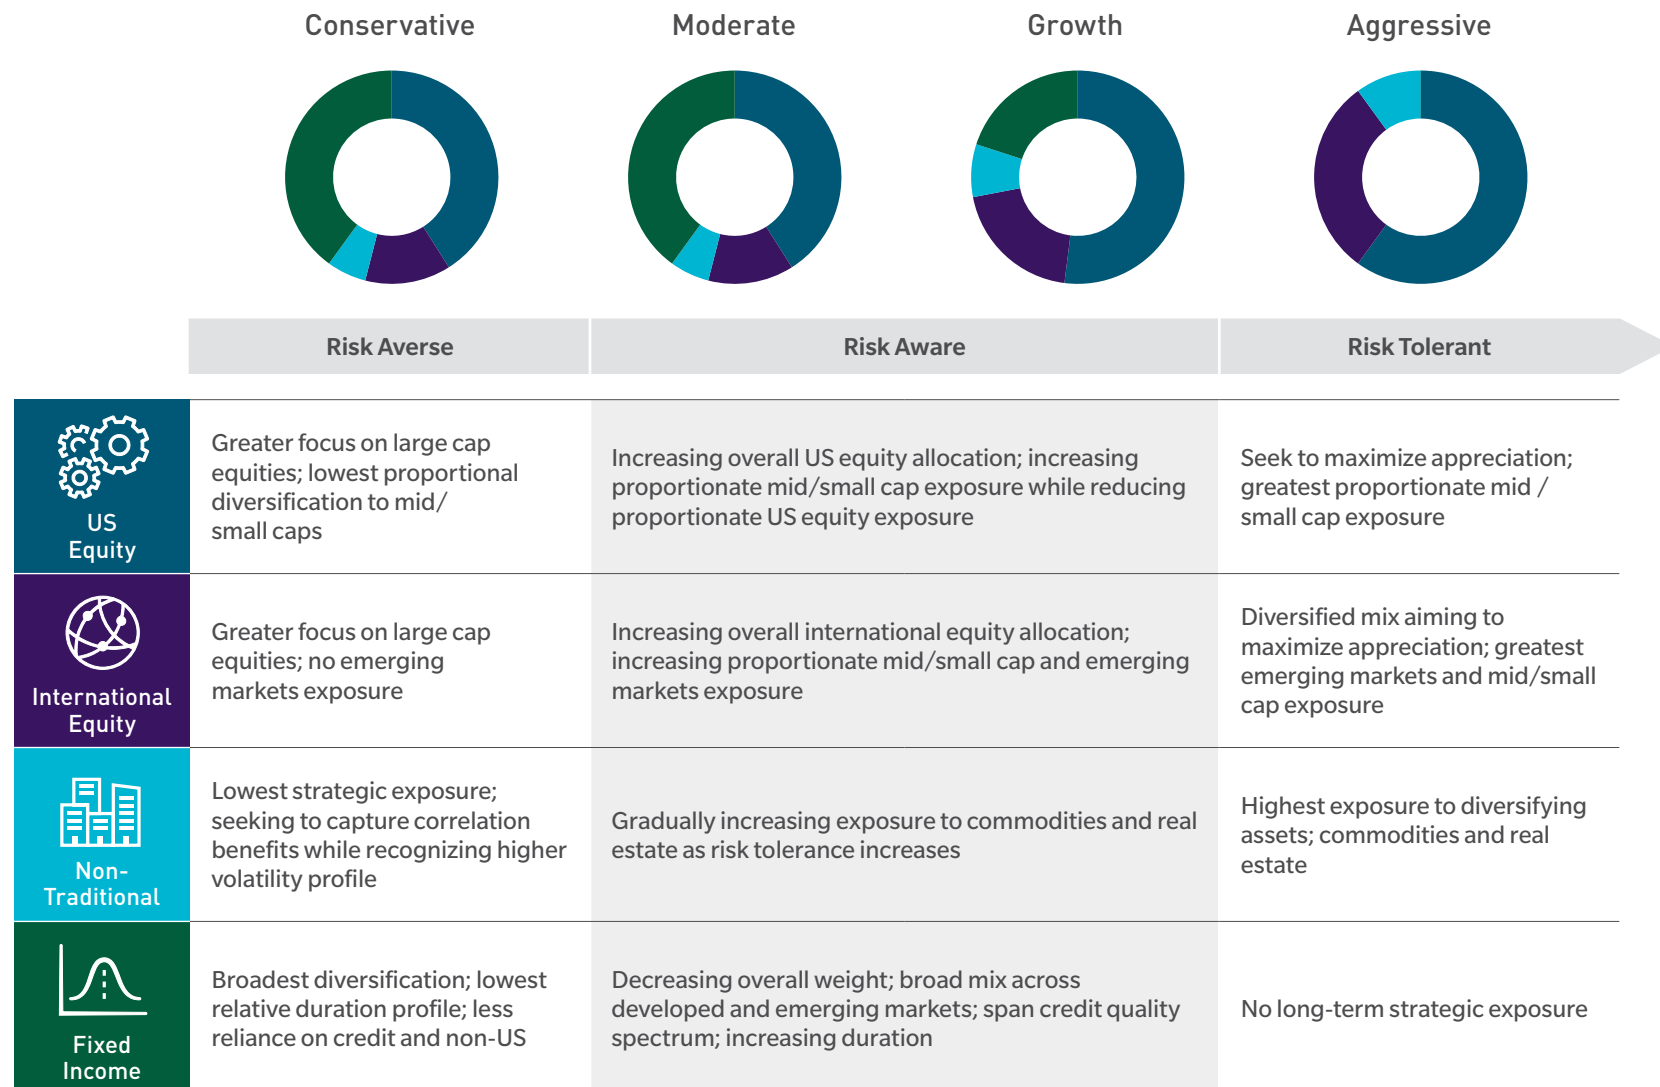 Conservative
Moderate
Growth
Aggressive
Risk Averse
Risk Aware
Risk Tolerant
US
Equity
Greater focus on large cap
equities; lowest proportional
diversification to mid/
small caps
Increasing overall US equity allocation; increasing
proportionate mid/small cap exposure while reducing
proportionate US equity exposure
Seek to maximize appreciation;
greatest proportionate mid /
small cap exposure
International
Equity
Greater focus on large cap
equities; no emerging
markets exposure
Increasing overall international equity allocation;
increasing proportionate mid/small cap and emerging
markets exposure
Diversified mix aiming to
maximize appreciation; greatest
emerging markets and mid/small
cap exposure
Non-
Traditional
Lowest strategic exposure;
seeking to capture correlation
benefits while recognizing higher
volatility profile
Gradually increasing exposure to commodities and real
estate as risk tolerance increases
Highest exposure to diversifying
assets; commodities and real
estate
Fixed
Income
Broadest diversification; lowest
relative duration profile; less
reliance on credit and non-US
Decreasing overall weight; broad mix across
developed and emerging markets; span credit quality
spectrum; increasing duration
No long-term strategic exposure